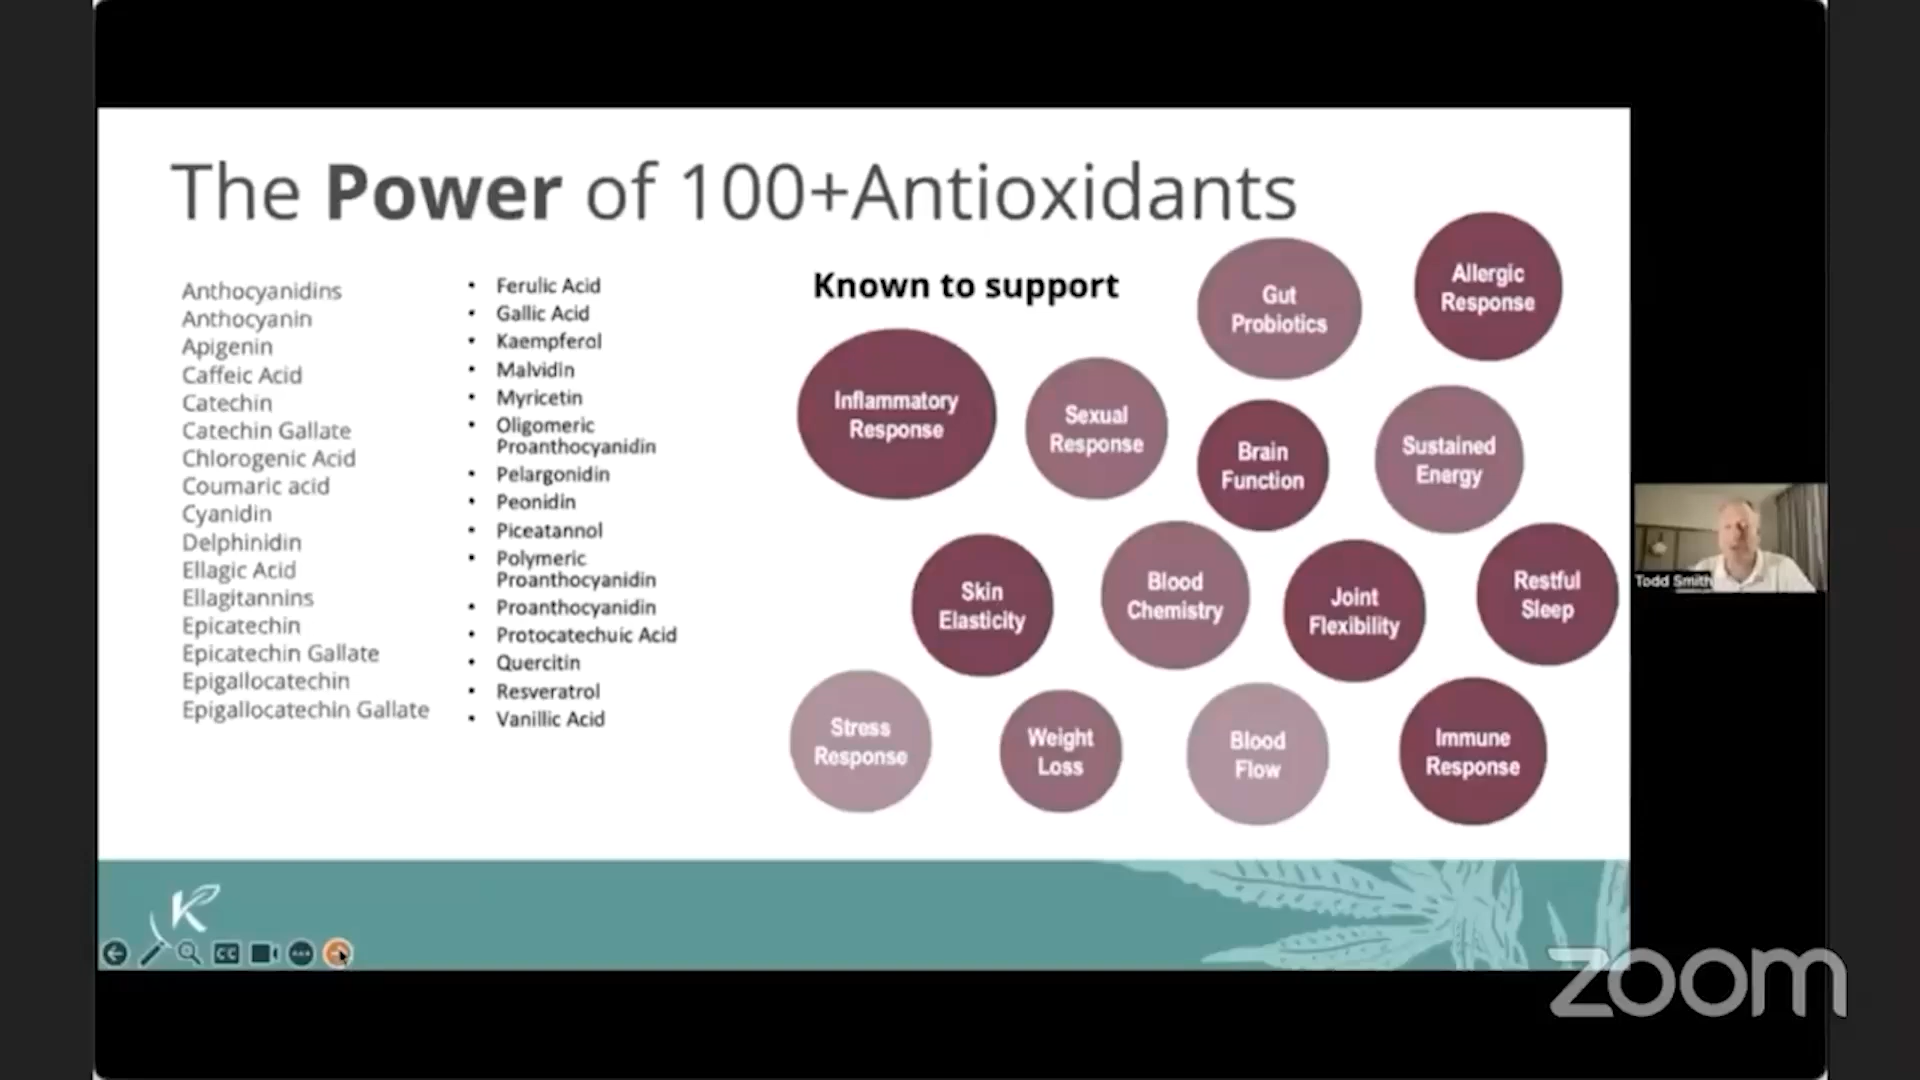 The Power of 100+Antioxidants
Anthocyanidins
Anthocyanin
Apigenin
Caffeic Acid
Catechin
Catechin Gallate
Chlorogenic Acid
Coumaric acid
Cyanidin
Delphinidin
Ellagic Acid
Ellagitannins
Epicatechin
Epicatechin Gallate
Epigallocatechin
Epigallocatechin Gallate
• Ferulic Acid
• Gallic Acid
• Kaempferol
• Malvidin
• Myricetin
• Oligomeric
Proanthocyanidin
• Pelargonidin
• Peonidin
• Piceatannol
• Polymeric
Proanthocyanidin
• Proanthocyanidin
• Protocatechuic Acid
• Quercitin
• Resveratrol
• Vanillic Acid
Known to support
Gut
Probiotics
Allergic
Response
Inflammatory
Response
Sexual
Response
Brain
Function
Sustained
Energy
Skin
Elasticity
Blood
Chemistry
Joint
Flexibility
Restful
Sleep
Stress
Response
Weight
Loss
Blood
Flow
Immune
Response
Todd Smith
K
CC
zoom